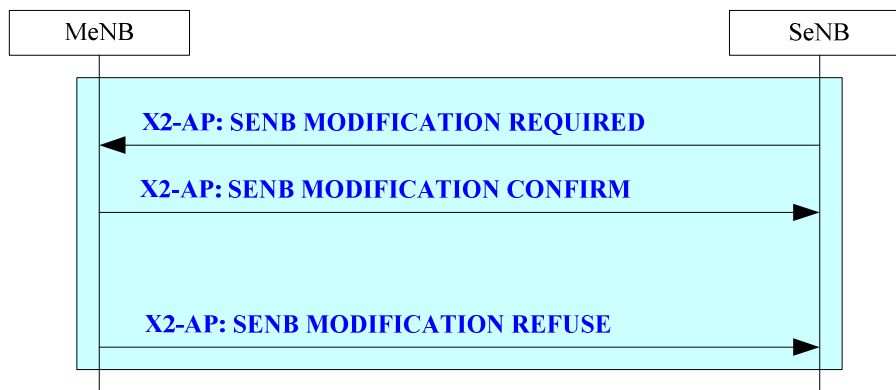 MeNB
SeNB
X2-AP: SENB MODIFICATION REQUIRED
X2-AP: SENB MODIFICATION CONFIRM
X2-AP: SENB MODIFICATION REFUSE